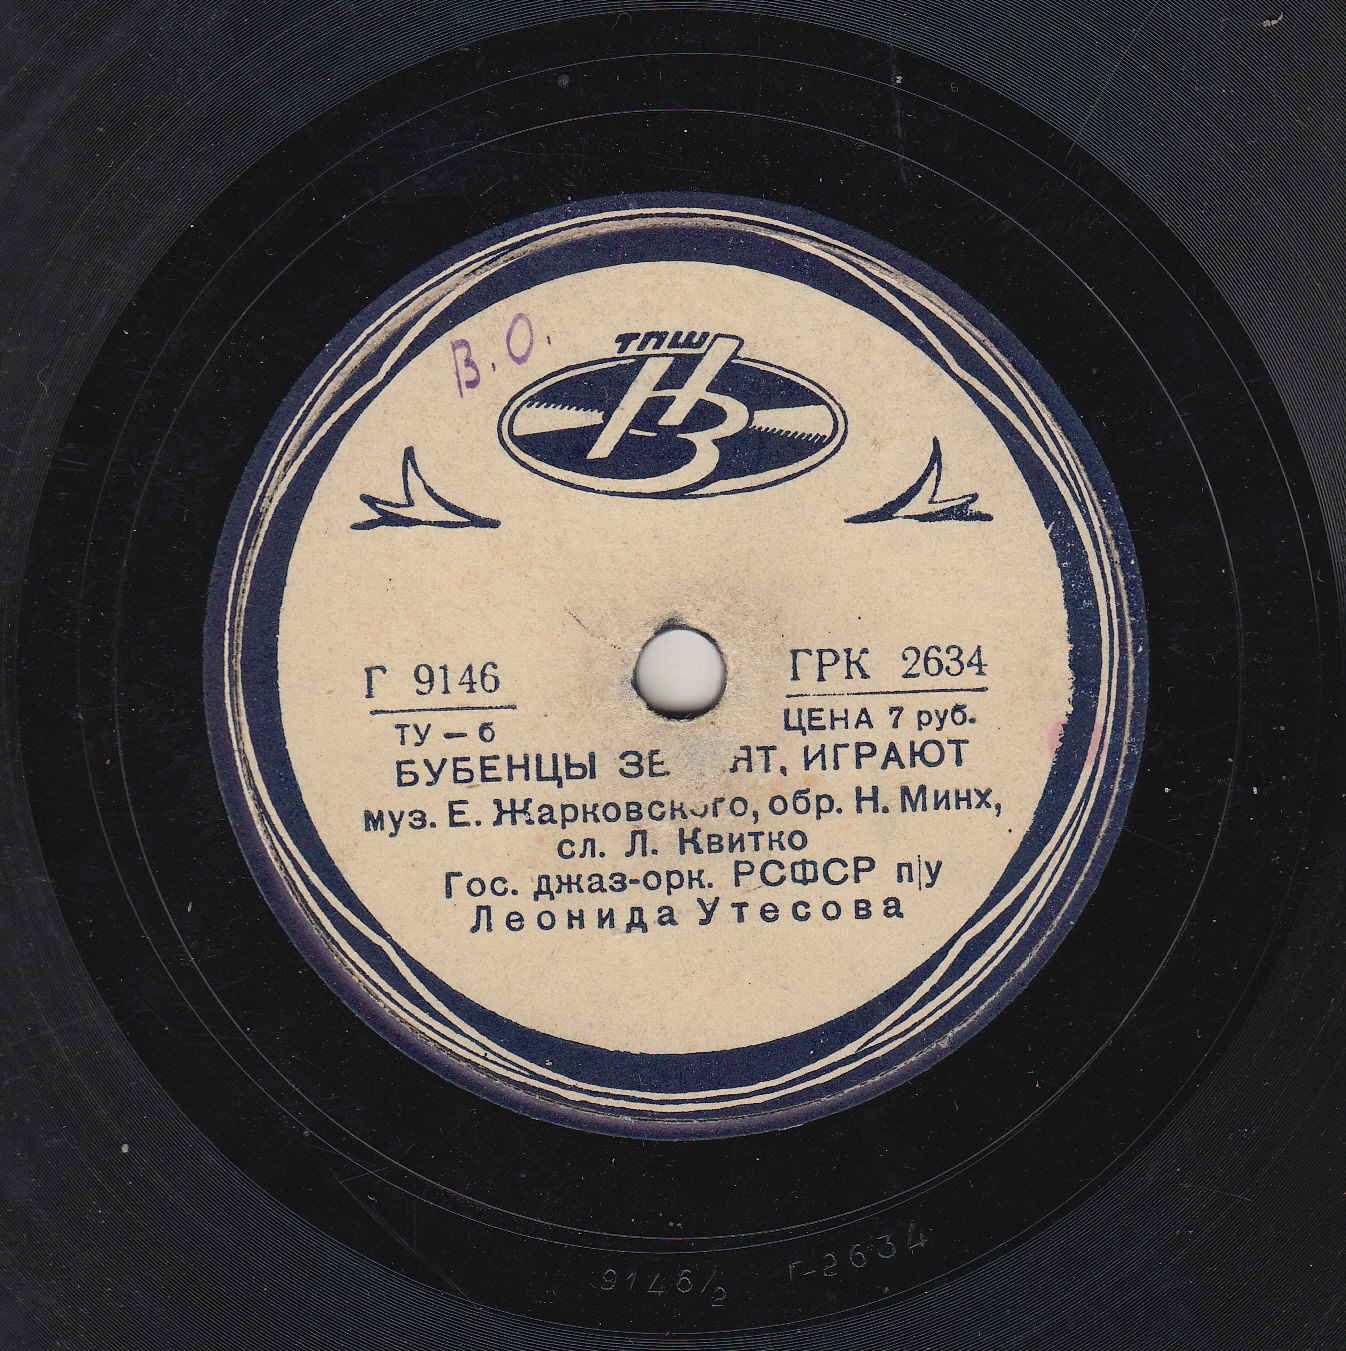 В.О.
ТПШ
НЗ
Г 9146
ГРК 2634
ТУ – б
ЦЕНА 7 руб.
БУБЕНЦЫ ИГРАЮТ
муз. Е. Жарковского, обр. Н. Минх,
сл. Л. Квитко
Гос. джаз-орк. РСФСР п|у
Леонида Утесова
9146/2 Г-2634